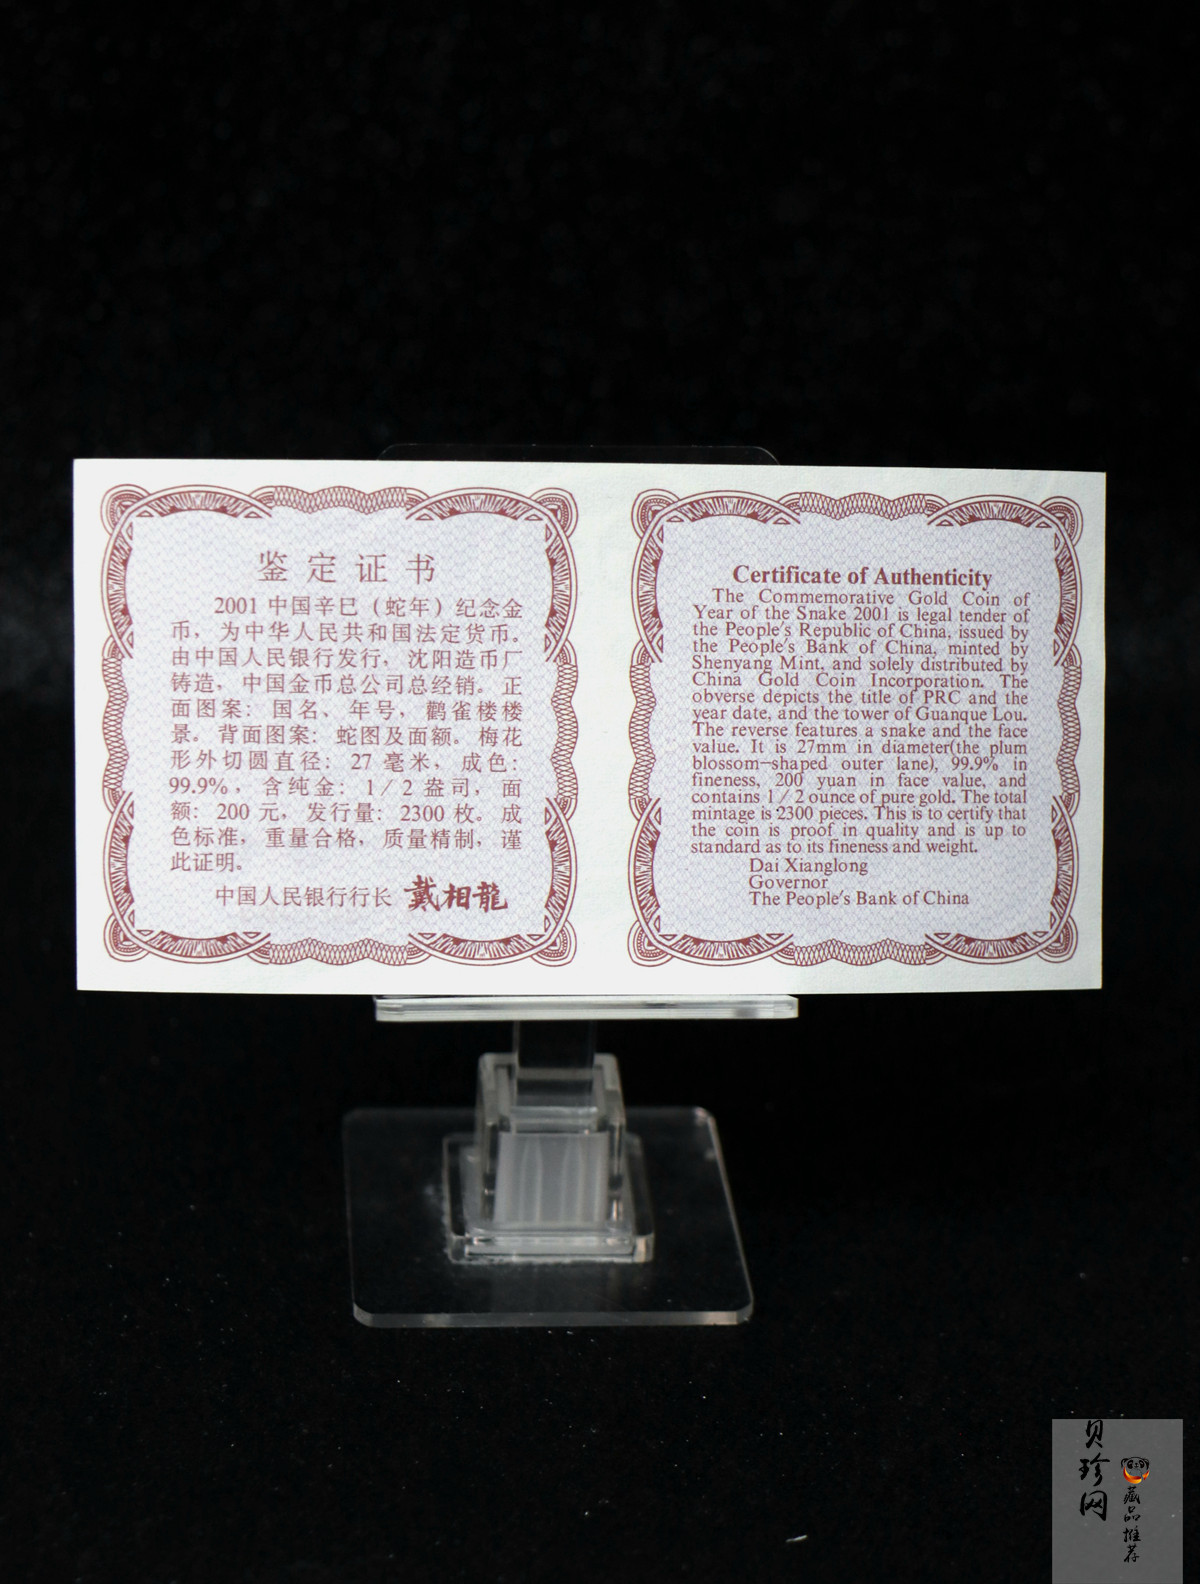 鉴定证书
2001 中国辛巳（蛇年）纪念金
币，为中华人民共和国法定货币。
由中国人民银行发行，沈阳造币厂
铸造，中国金币总公司总经销。正
面图案：国名、年号，鹳雀楼楼
景。背面图案：蛇图及面额。梅花
形外切圆直径：27 毫米，成色：
99.9%，含纯金：1／2 盎司，面
额：200 元，发行量：2300 枚。成
色标准，重量合格，质量精制，谨
此证明。
中国人民银行行长 戴相龍
Certificate of Authenticity
The Commemorative Gold Coin of
Year of the Snake 2001 is legal tender of
the People's Republic of China, issued by
the People's Bank of China, minted by
Shenyang Mint, and solely distributed by
China Gold Coin Incorporation. The
obverse depicts the title of PRC and the
year date, and the tower of Guanque Lou.
The reverse features a snake and the face
value. It is 27mm in diameter(the plum
blossom—shaped outer lane), 99.9% in
fineness, 200 yuan in face value, and
contains 1／2 ounce of pure gold. The total
mintage is 2300 pieces. This is to certify that
the coin is proof in quality and is up to
standard as to its fineness and weight.
Dai Xianglong
Governor
The People's Bank of China
贝珍网
藏品推荐